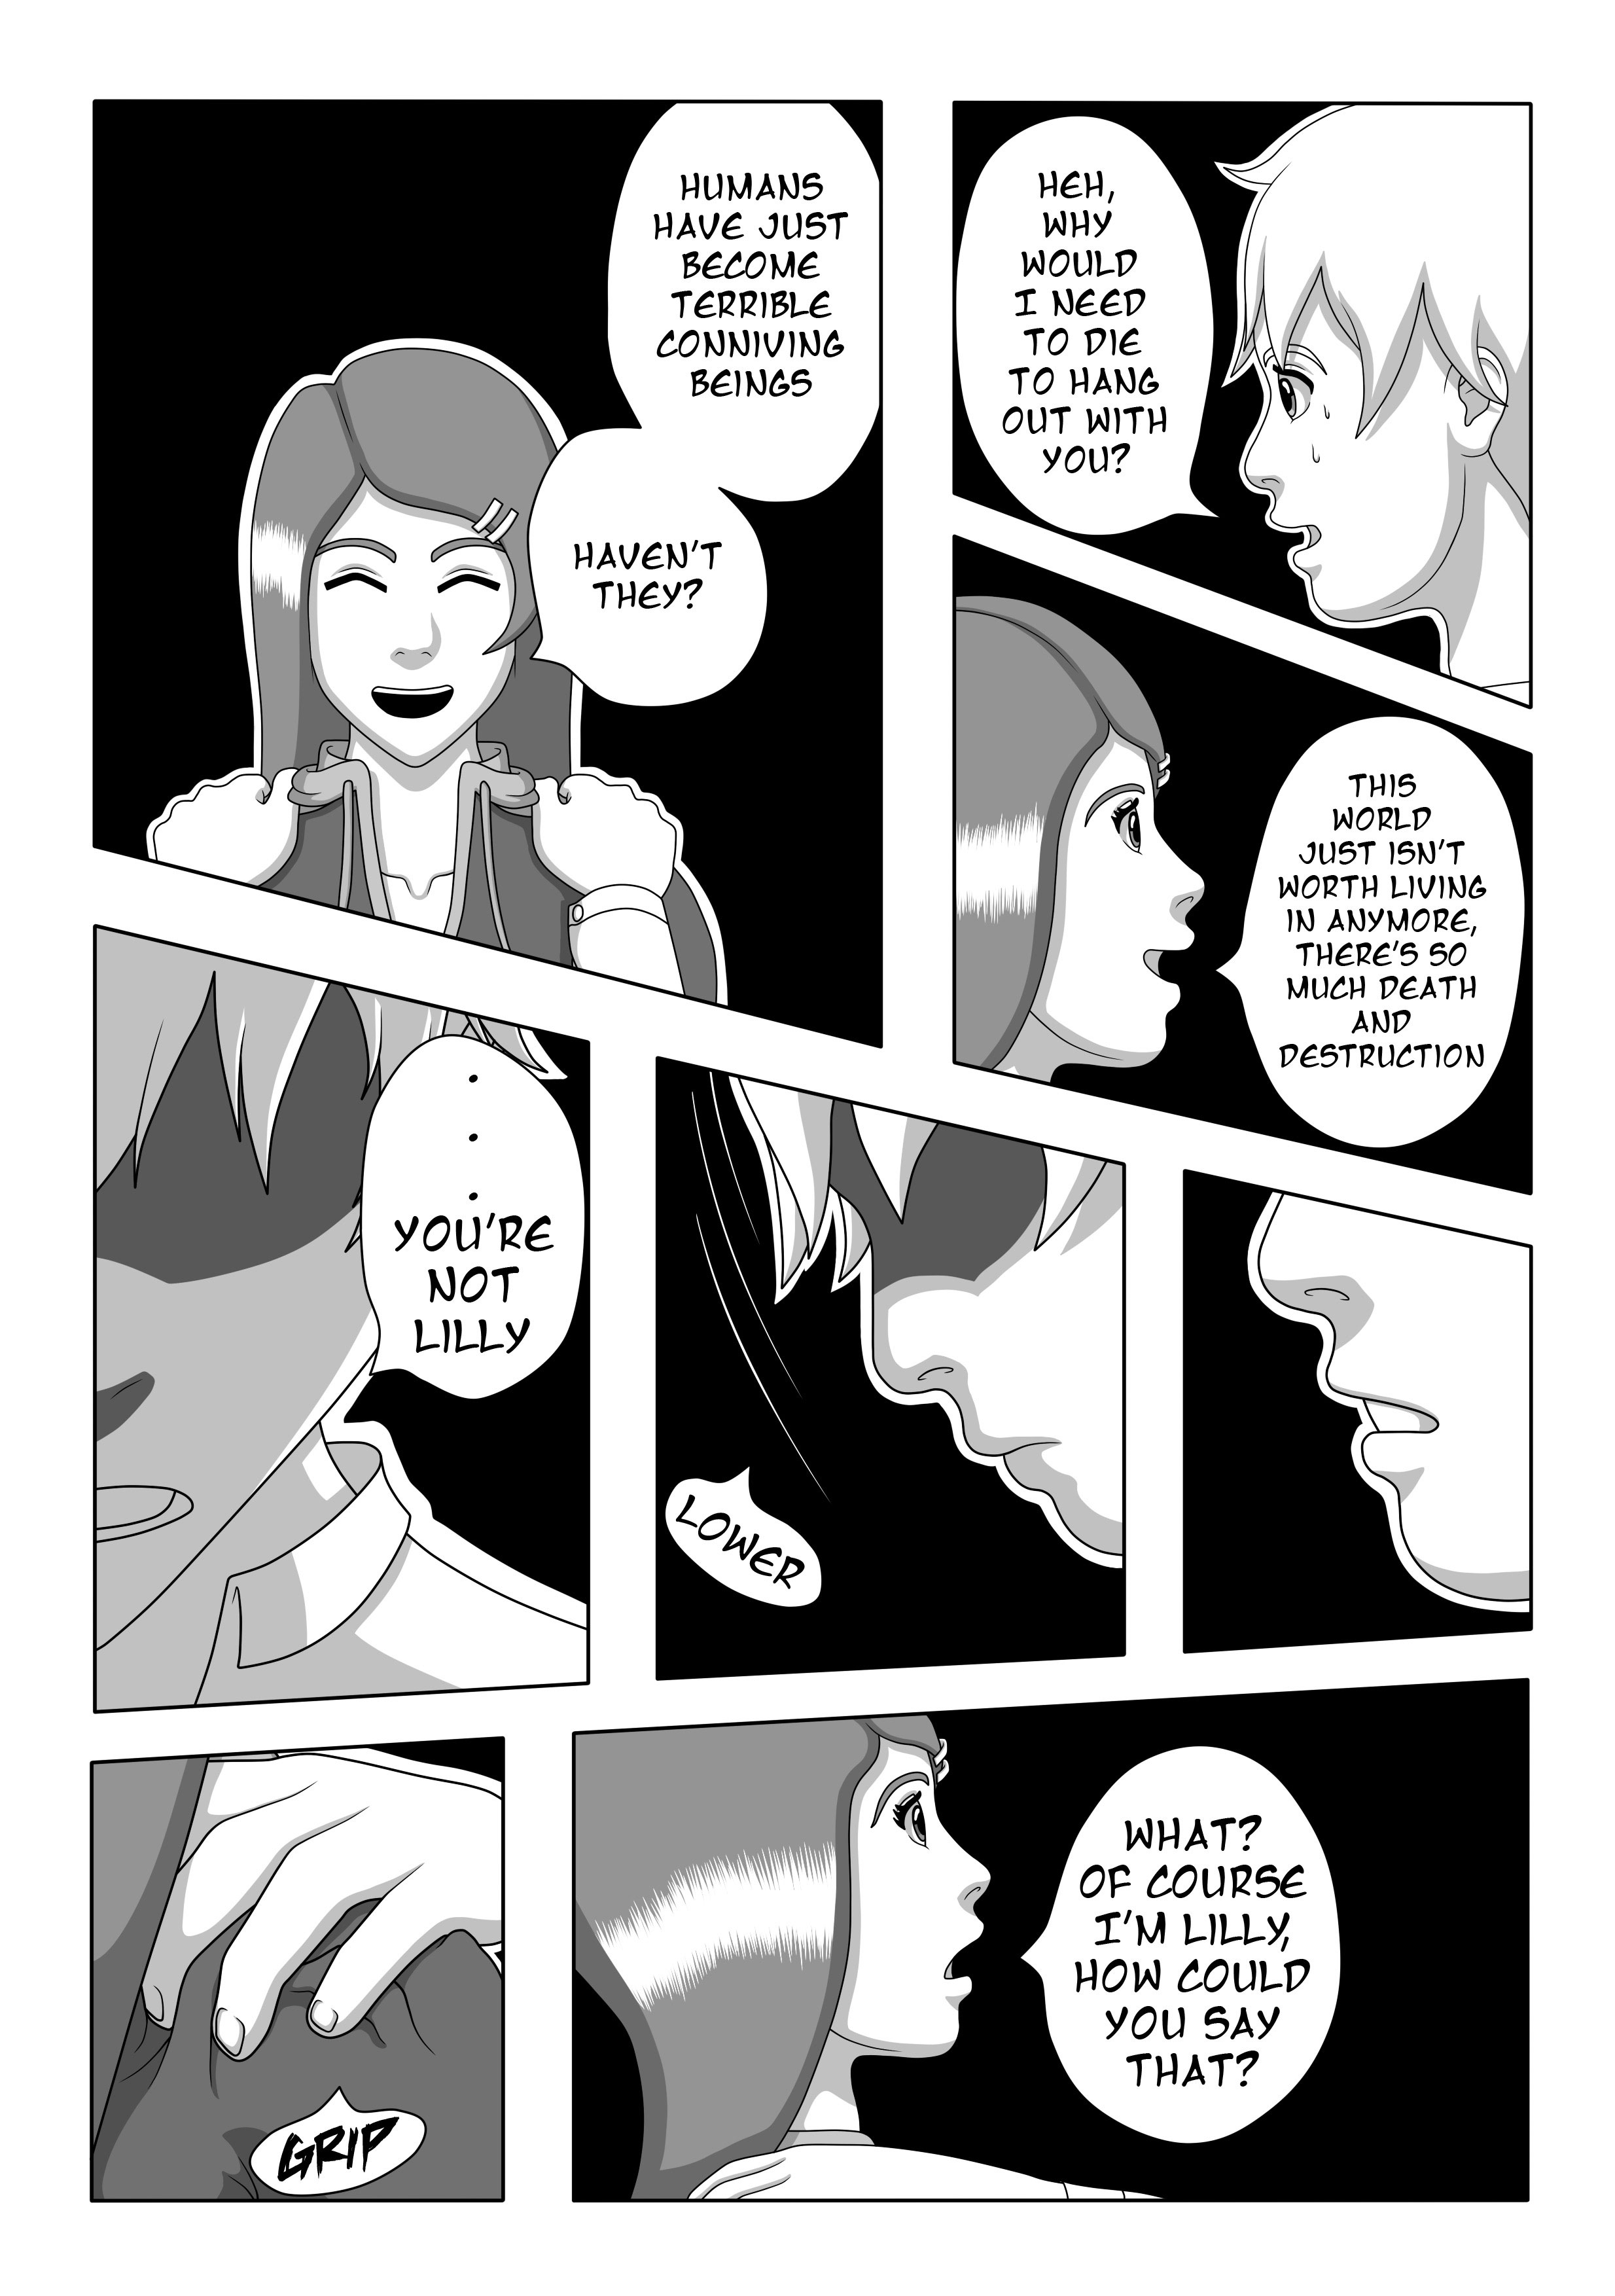 HEH,
WHY
WOULD
I NEED
TO DIE
TO HANG
OUT WITH
YOU?
THIS
WORLD
JUST ISN'T
WORTH LIVING
IN ANYMORE,
THERE'S SO
MUCH DEATH
AND
DESTRUCTION
HUMANS
HAVE JUST
BECOME
TERRIBLE
CONNIVING
BEINGS
HAVEN'T
THEY?
LOWER
.
.
.
YOU'RE
NOT
LILLY
WHAT?
OF COURSE
I'M LILLY,
HOW COULD
YOU SAY
THAT?
GRIP